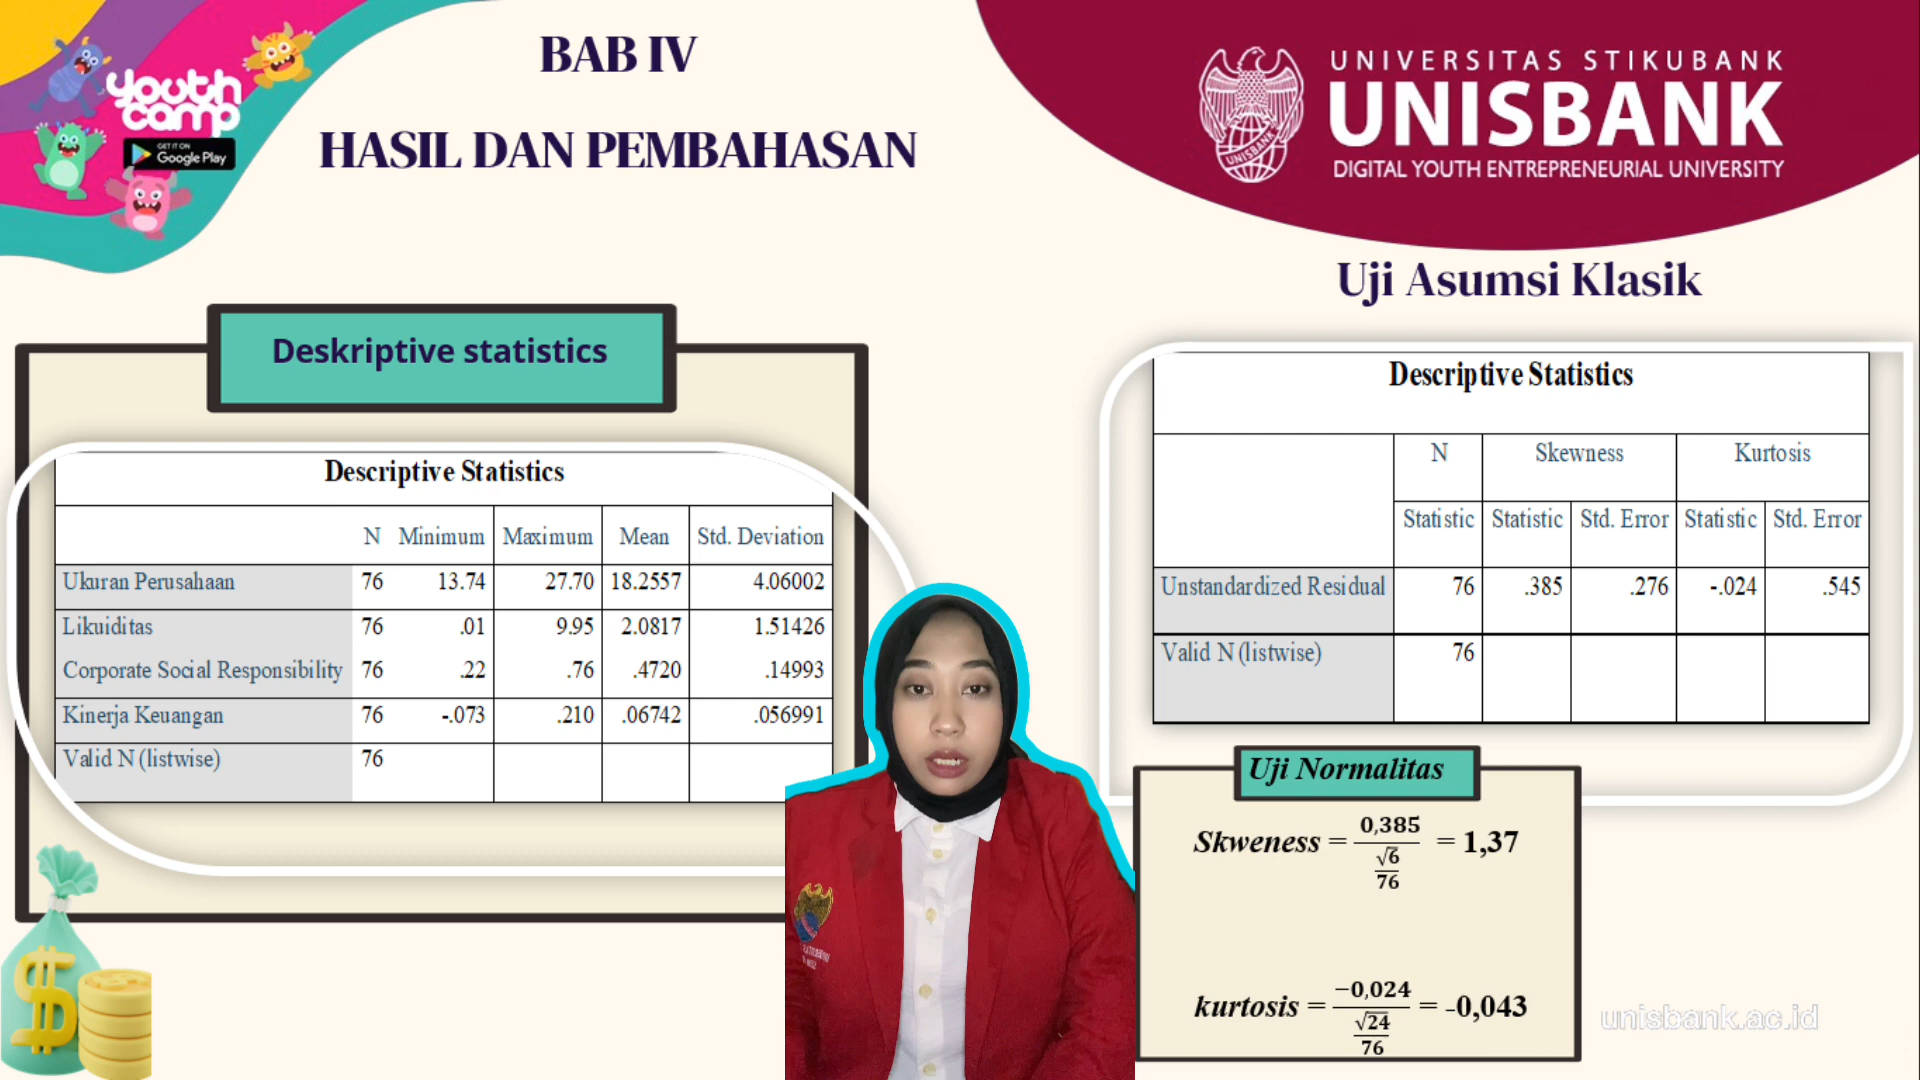 youth
camp
GET IT ON
Google Play
BAB IV
HASIL DAN PEMBAHASAN
UNIVERSITAS STIKUBANK
UNISBANK
DIGITAL YOUTH ENTREPRENEURIAL UNIVERSITY
UNISBANK
Deskriptive statistics
Descriptive Statistics
N Minimum Maximum Mean Std. Deviation
Ukuran Perusahaan 76 13.74 27.70 18.2557 4.06002
Likuiditas 76 .01 9.95 2.0817 1.51426
Corporate Social Responsibility 76 .22 .76 .4720 .14993
Kinerja Keuangan 76 -.073 .210 .06742 .056991
Valid N (listwise) 76
Uji Asumsi Klasik
Descriptive Statistics
N Skewness Kurtosis
Statistic Statistic Std. Error Statistic Std. Error
Unstandardized Residual 76 .385 .276 -.024 .545
Valid N (listwise) 76
Uji Normalitas
Skweness = 0,385 / √6 / 76 = 1,37
kurtosis = −0,024 / √24 / 76 = -0,043
unisbank.ac.id